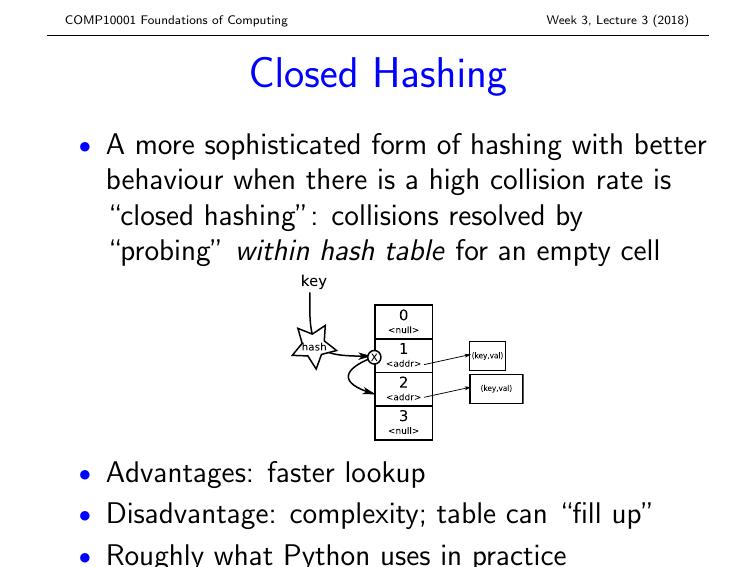 COMP10001 Foundations of Computing Week 3, Lecture 3 (2018)
Closed Hashing
• A more sophisticated form of hashing with better
behaviour when there is a high collision rate is
“closed hashing”: collisions resolved by
“probing” within hash table for an empty cell
key
hash
X
0
<null>
1
<addr>
2
<addr>
3
<null>
(key,val)
(key,val)
• Advantages: faster lookup
• Disadvantage: complexity; table can “fill up”
• Roughly what Python uses in practice